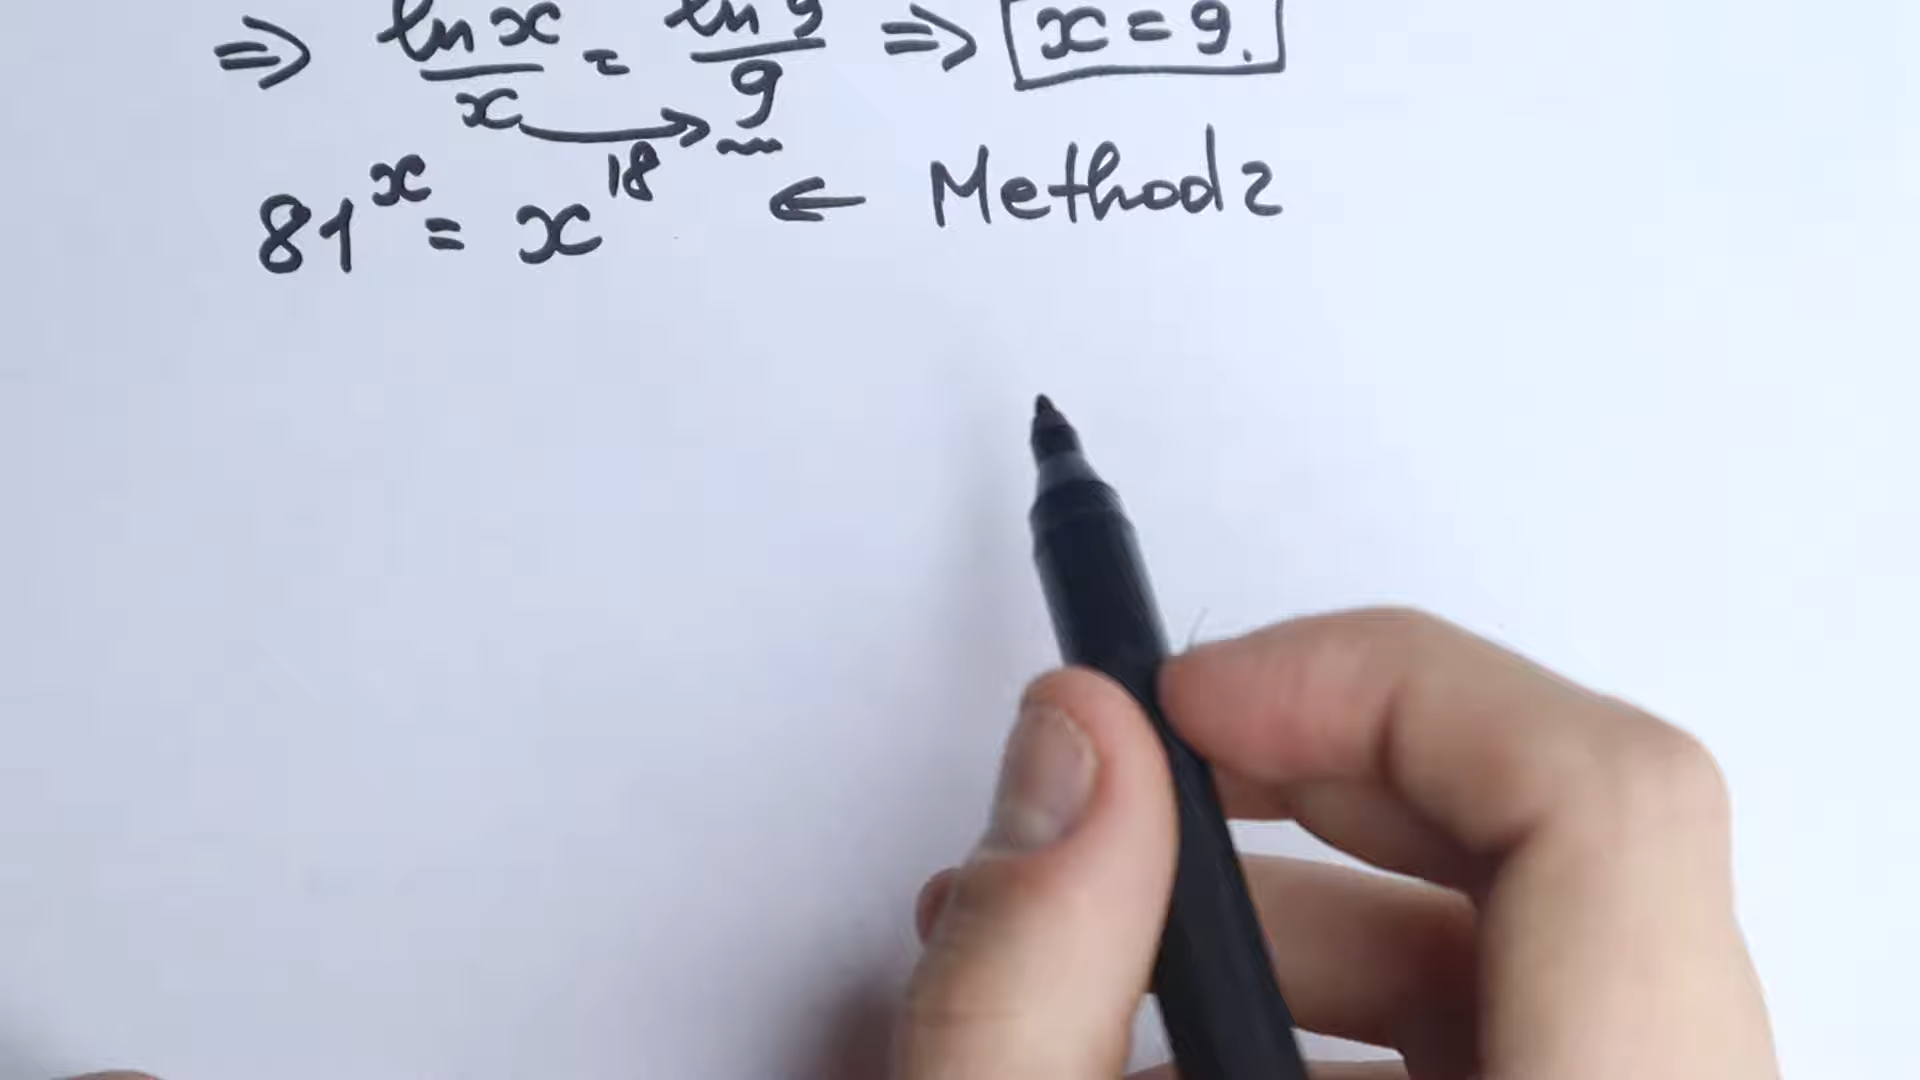 ⇒ ln x / x = ln 9 / 9 ⇒ x = 9.
81^x = x^18 ← Method 2